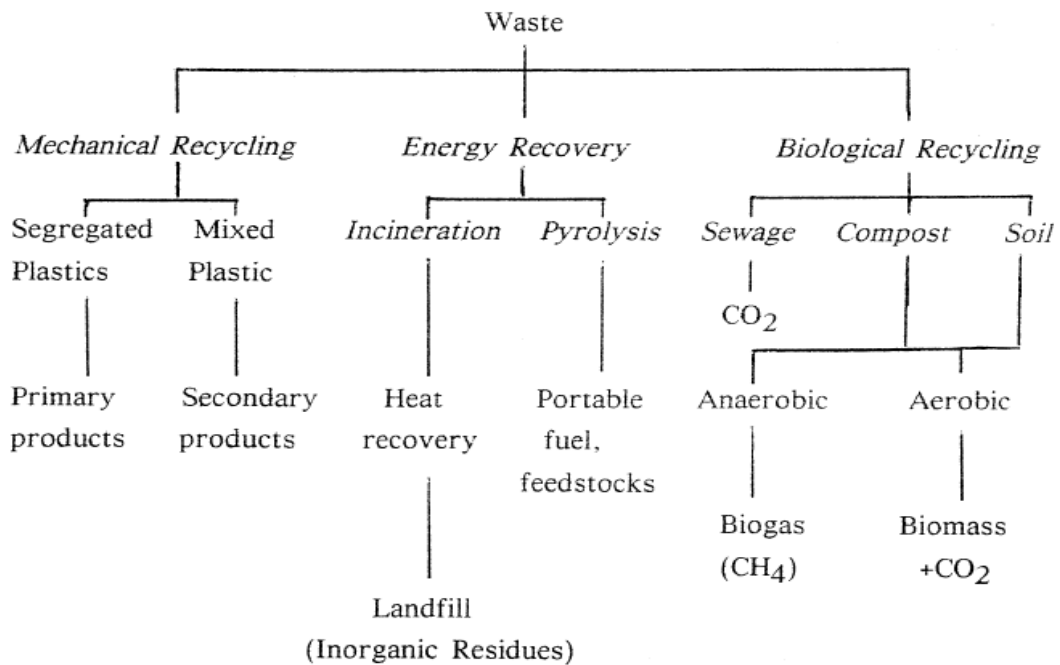 Waste
Mechanical Recycling
Energy Recovery
Biological Recycling
Segregated
Plastics
Mixed
Plastic
Incineration
Pyrolysis
Sewage
Compost
Soil
CO2
Primary
products
Secondary
products
Heat
recovery
Portable
fuel,
feedstocks
Anaerobic
Aerobic
Biogas
(CH4)
Biomass
+CO2
Landfill
(Inorganic Residues)